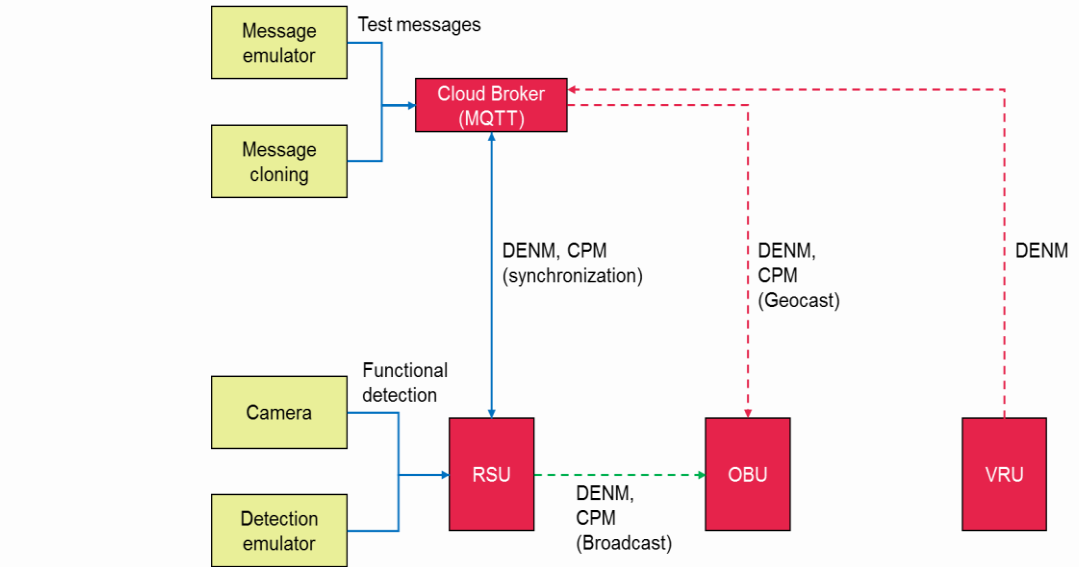 Message
emulator
Test messages
Cloud Broker
(MQTT)
Message
cloning
DENM, CPM
(synchronization)
DENM,
CPM
(Geocast)
DENM
Functional
detection
Camera
RSU
OBU
VRU
DENM,
CPM
(Broadcast)
Detection
emulator